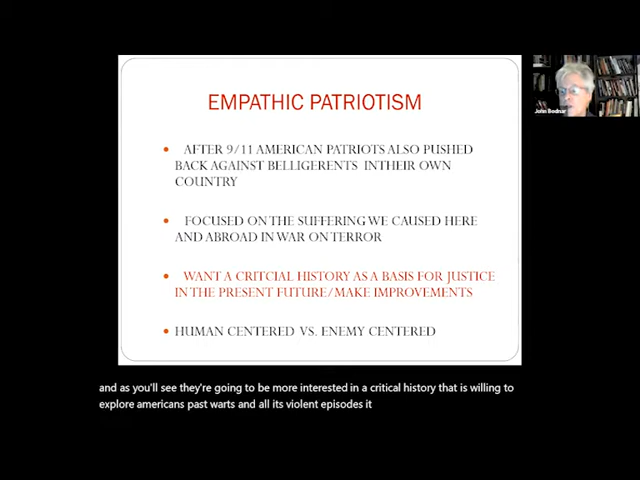 EMPATHIC PATRIOTISM
AFTER 9/11 AMERICAN PATRIOTS ALSO PUSHED
BACK AGAINST BELLIGERENTS INTHEIR OWN
COUNTRY
FOCUSED ON THE SUFFERING WE CAUSED HERE
AND ABROAD IN WAR ON TERROR
WANT A CRITCIAL HISTORY AS A BASIS FOR JUSTICE
IN THE PRESENT FUTURE/MAKE IMPROVEMENTS
HUMAN CENTERED VS. ENEMY CENTERED
John Bodnar
and as you'll see they're going to be more interested in a critical history that is willing to
explore americans past warts and all its violent episodes it